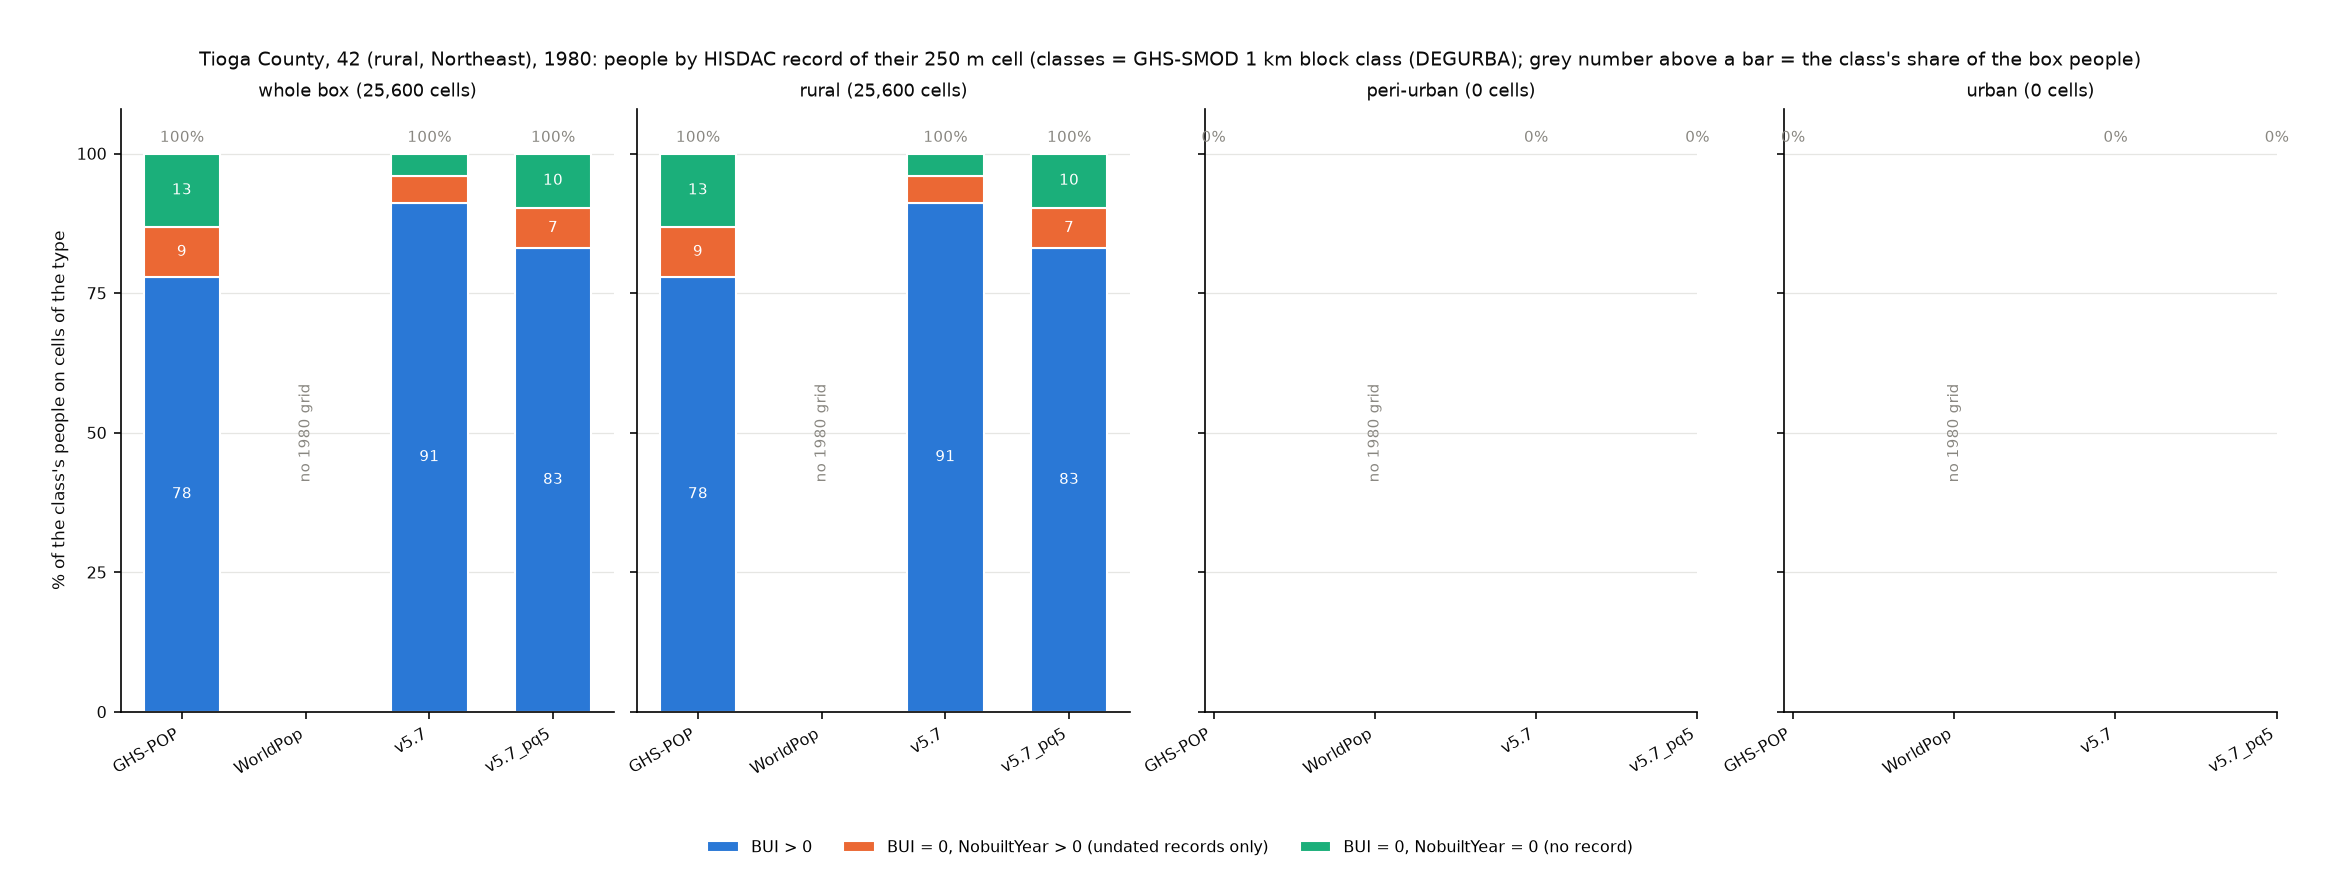 Tioga County, 42 (rural, Northeast), 1980: people by HISDAC record of their 250 m cell (classes = GHS-SMOD 1 km block class (DEGURBA); grey number above a bar = the class's share of the box people)
whole box (25,600 cells)
rural (25,600 cells)
peri-urban (0 cells)
urban (0 cells)
% of the class's people on cells of the type
100
75
50
25
0
100%
100%
100%
13
9
78
no 1980 grid
91
10
7
83
GHS-POP
WorldPop
v5.7
v5.7_pq5
100%
100%
100%
13
9
78
no 1980 grid
91
10
7
83
GHS-POP
WorldPop
v5.7
v5.7_pq5
0%
0%
0%
no 1980 grid
GHS-POP
WorldPop
v5.7
v5.7_pq5
0%
0%
0%
no 1980 grid
GHS-POP
WorldPop
v5.7
v5.7_pq5
BUI > 0
BUI = 0, NobuiltYear > 0 (undated records only)
BUI = 0, NobuiltYear = 0 (no record)